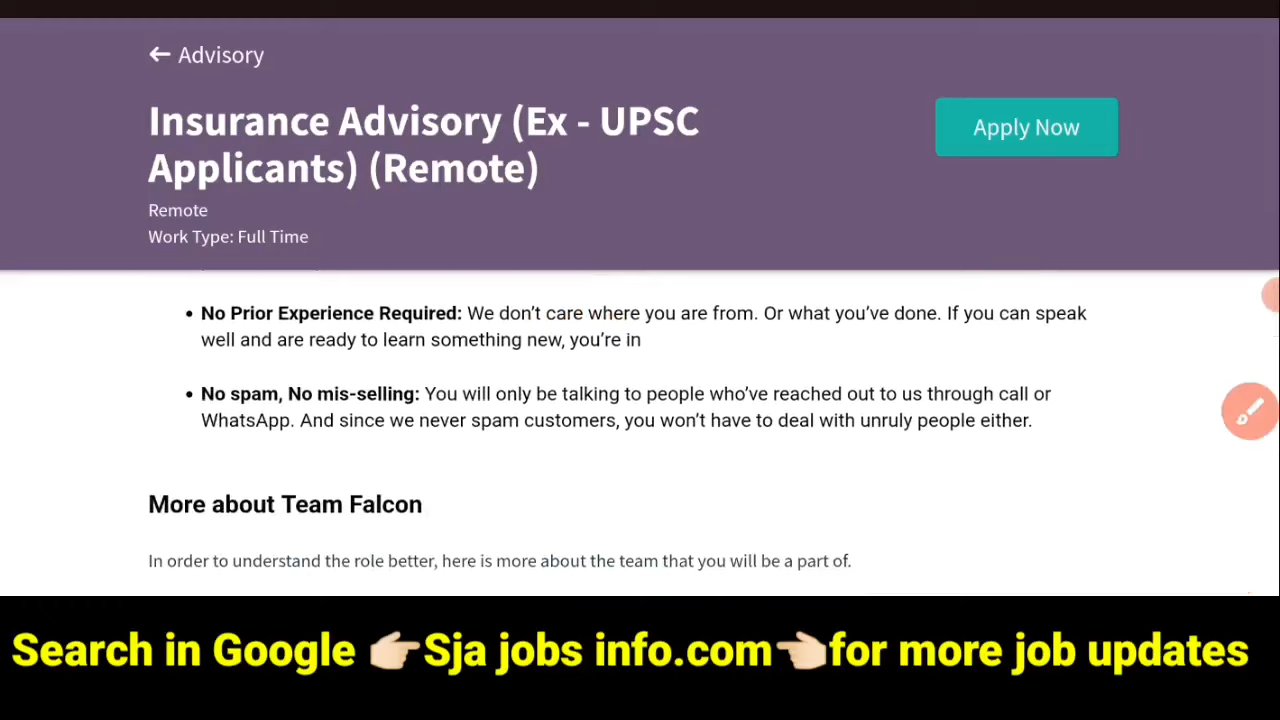 ← Advisory
Insurance Advisory (Ex - UPSC
Applicants) (Remote)
Apply Now
Remote
Work Type: Full Time
• No Prior Experience Required: We don’t care where you are from. Or what you’ve done. If you can speak
well and are ready to learn something new, you’re in
• No spam, No mis-selling: You will only be talking to people who’ve reached out to us through call or
WhatsApp. And since we never spam customers, you won’t have to deal with unruly people either.
More about Team Falcon
In order to understand the role better, here is more about the team that you will be a part of.
Search in Google 👉🏻Sja jobs info.com👈🏻for more job updates